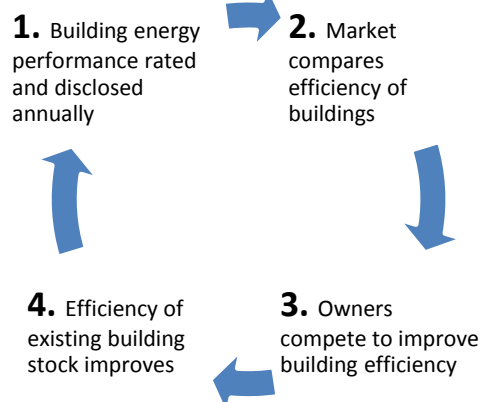 1. Building energy
performance rated
and disclosed
annually
2. Market
compares
efficiency of
buildings
3. Owners
compete to improve
building efficiency
4. Efficiency of
existing building
stock improves